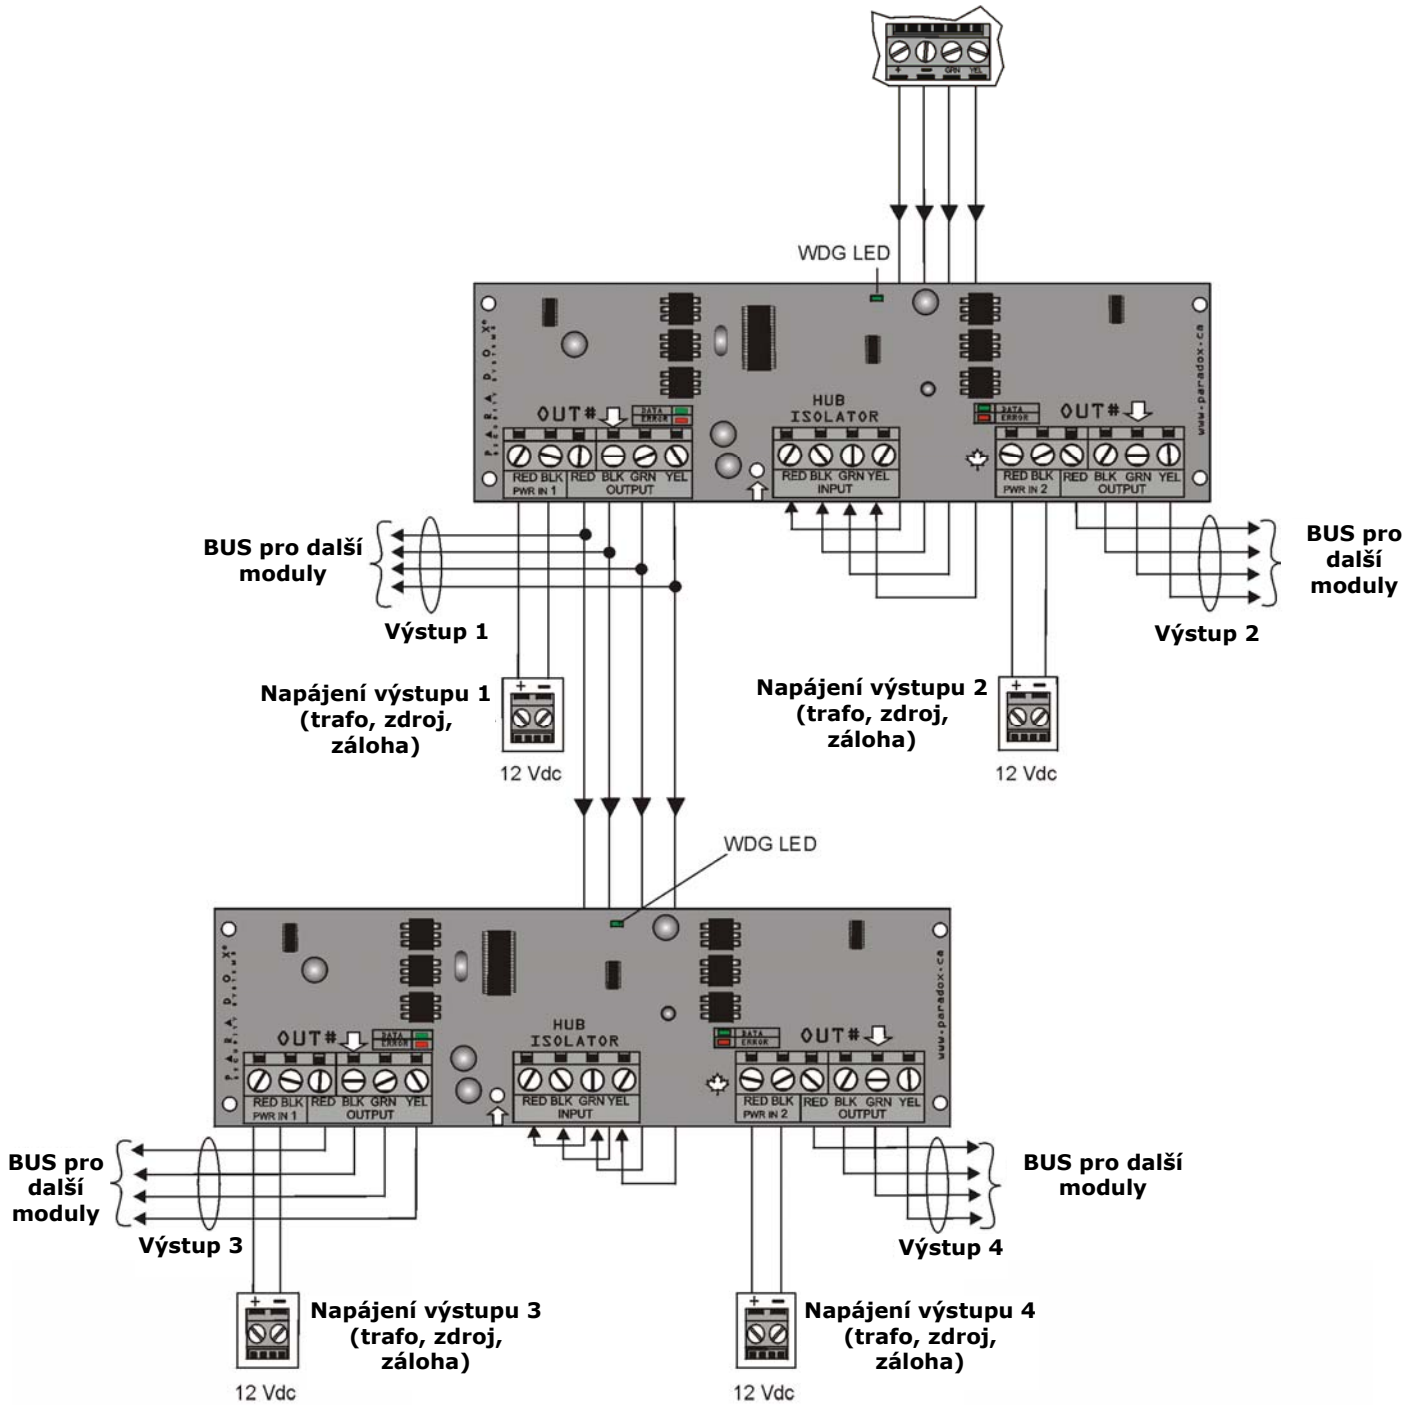 + − GRN YEL
WDG LED
PARADOX®
SECURITY SYSTEMS
OUT#
DATA
ERROR
HUB
ISOLATOR
DATA
ERROR
OUT#
www.paradox.ca
RED BLK RED BLK GRN YEL
PWR IN 1 OUTPUT
RED BLK GRN YEL
INPUT
RED BLK RED BLK GRN YEL
PWR IN 2 OUTPUT
BUS pro další
moduly
Výstup 1
BUS pro
další
moduly
Výstup 2
Napájení výstupu 1
(trafo, zdroj,
záloha)
+ −
12 Vdc
Napájení výstupu 2
(trafo, zdroj,
záloha)
+ −
12 Vdc
WDG LED
PARADOX®
SECURITY SYSTEMS
OUT#
DATA
ERROR
HUB
ISOLATOR
DATA
ERROR
OUT#
www.paradox.ca
RED BLK RED BLK GRN YEL
PWR IN 1 OUTPUT
RED BLK GRN YEL
INPUT
RED BLK RED BLK GRN YEL
PWR IN 2 OUTPUT
BUS pro
další
moduly
Výstup 3
BUS pro další
moduly
Výstup 4
+ −
Napájení výstupu 3
(trafo, zdroj,
záloha)
12 Vdc
+ −
Napájení výstupu 4
(trafo, zdroj,
záloha)
12 Vdc